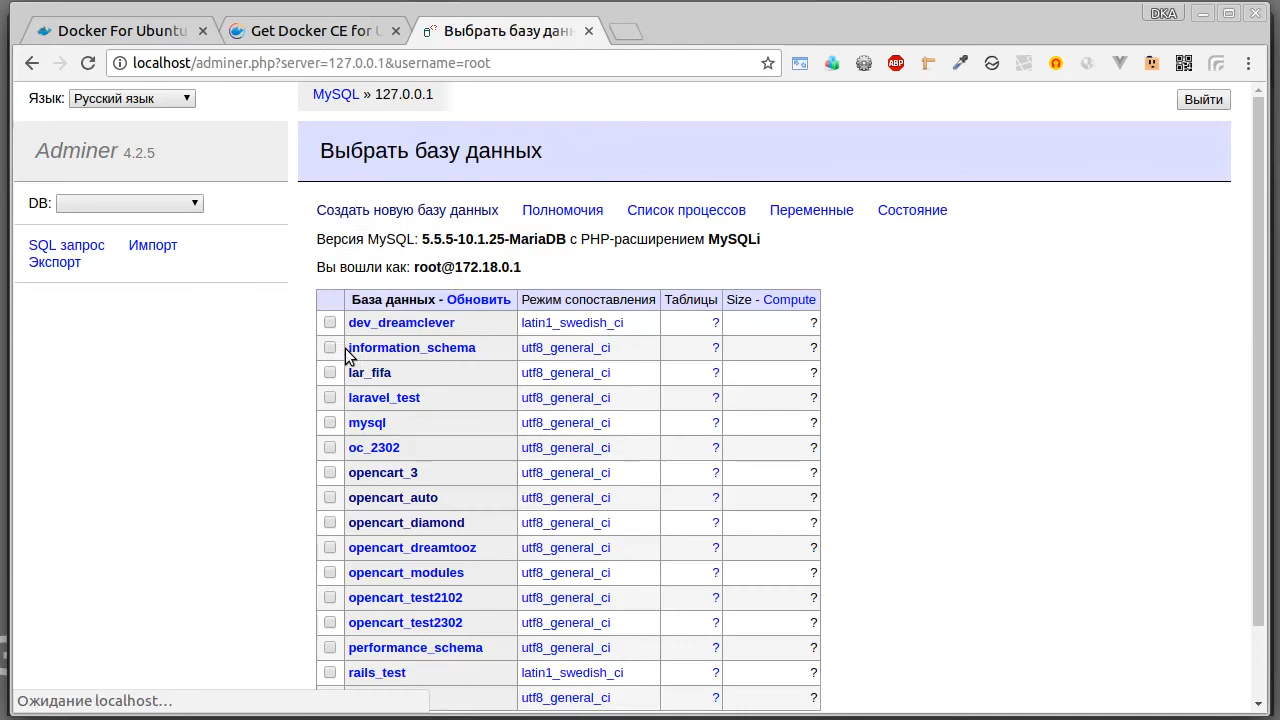 DKA
Docker For Ubuntu
Get Docker CE for U
Выбрать базу данн
localhost/adminer.php?server=127.0.0.1&username=root
Язык: Русский язык
MySQL » 127.0.0.1
Выйти
Adminer 4.2.5
Выбрать базу данных
DB:
SQL запрос Импорт
Экспорт
Создать новую базу данных Полномочия Список процессов Переменные Состояние
Версия MySQL: 5.5.5-10.1.25-MariaDB с PHP-расширением MySQLi
Вы вошли как: root@172.18.0.1
База данных - Обновить Режим сопоставления Таблицы Size - Compute
dev_dreamclever latin1_swedish_ci ? ?
information_schema utf8_general_ci ? ?
lar_fifa utf8_general_ci ? ?
laravel_test utf8_general_ci ? ?
mysql utf8_general_ci ? ?
oc_2302 utf8_general_ci ? ?
opencart_3 utf8_general_ci ? ?
opencart_auto utf8_general_ci ? ?
opencart_diamond utf8_general_ci ? ?
opencart_dreamtooz utf8_general_ci ? ?
opencart_modules utf8_general_ci ? ?
opencart_test2102 utf8_general_ci ? ?
opencart_test2302 utf8_general_ci ? ?
performance_schema utf8_general_ci ? ?
rails_test latin1_swedish_ci ? ?
utf8_general_ci ? ?
Ожидание localhost…